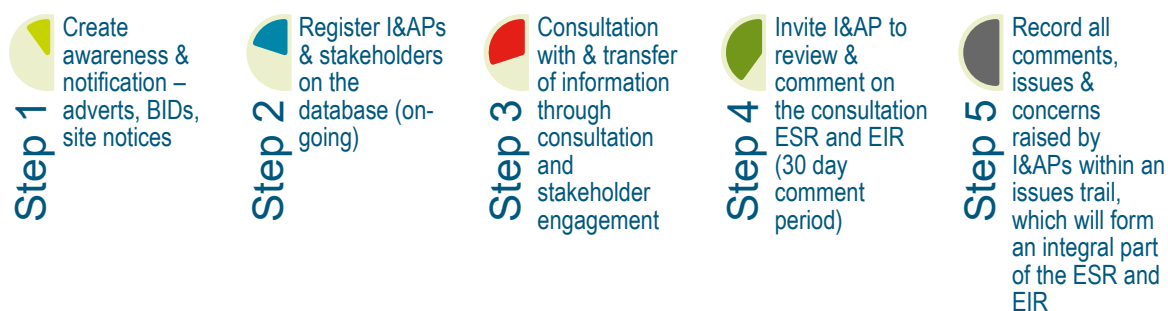 Step 1
Create
awareness &
notification –
adverts, BIDs,
site notices
Step 2
Register I&APs
& stakeholders
on the
database (on-
going)
Step 3
Consultation
with & transfer
of information
through
consultation
and
stakeholder
engagement
Step 4
Invite I&AP to
review &
comment on
the consultation
ESR and EIR
(30 day
comment
period)
Step 5
Record all
comments,
issues &
concerns
raised by
I&APs within an
issues trail,
which will form
an integral part
of the ESR and
EIR